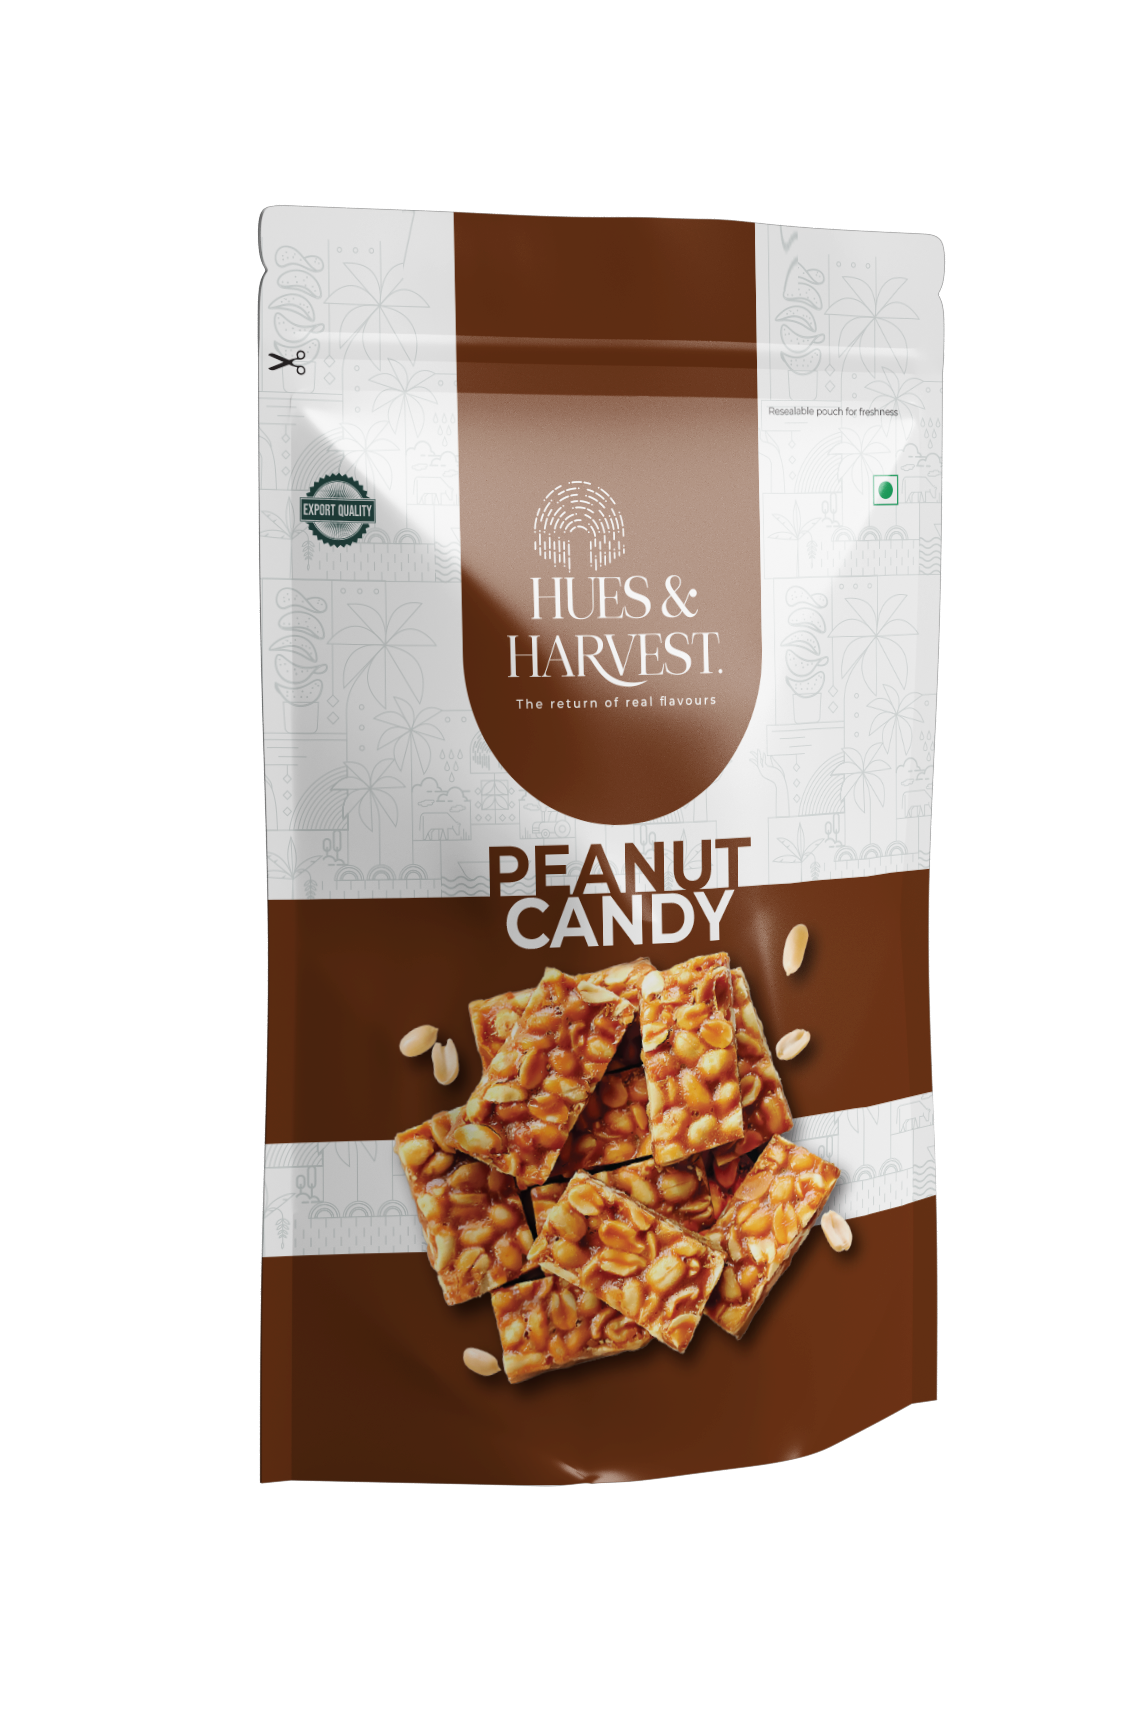 Resealable pouch for freshness
EXPORT QUALITY
HUES &
HARVEST.
The return of real flavours
PEANUT
CANDY